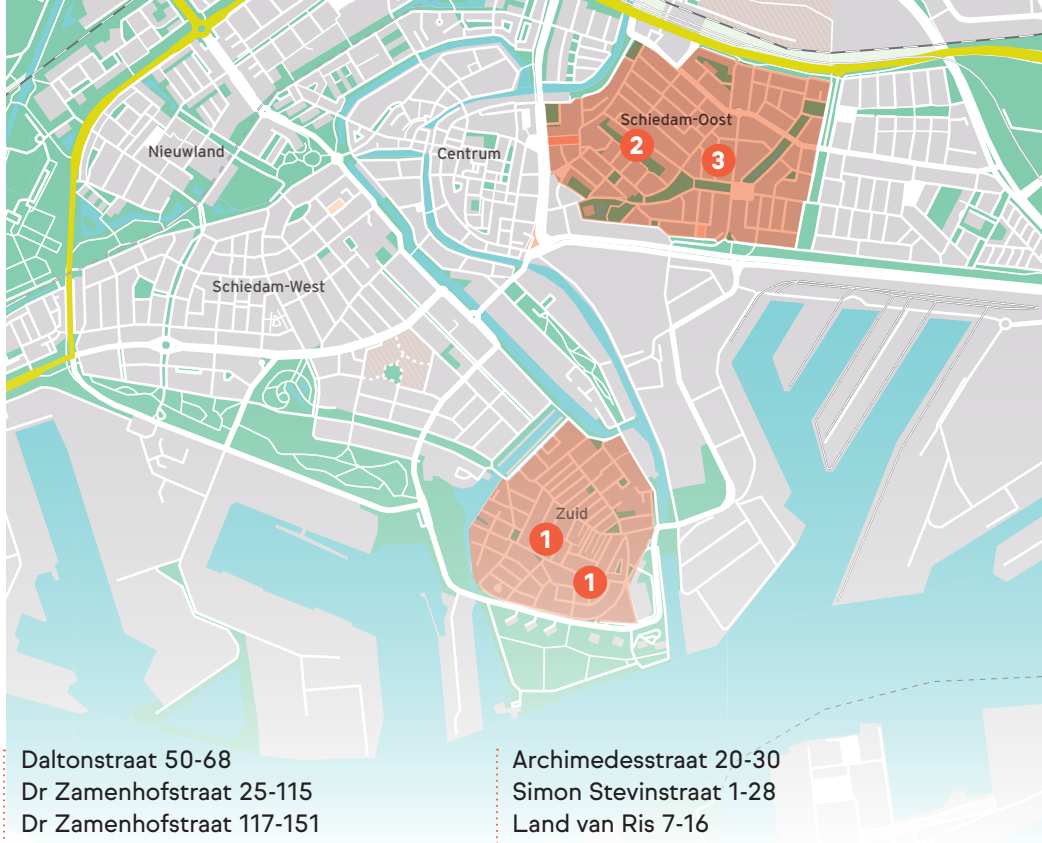 Schiedam-Oost
2
3
Nieuwland
Centrum
Schiedam-West
Zuid
1
1
Daltonstraat 50-68
Dr Zamenhofstraat 25-115
Dr Zamenhofstraat 117-151
Archimedesstraat 20-30
Simon Stevinstraat 1-28
Land van Ris 7-16